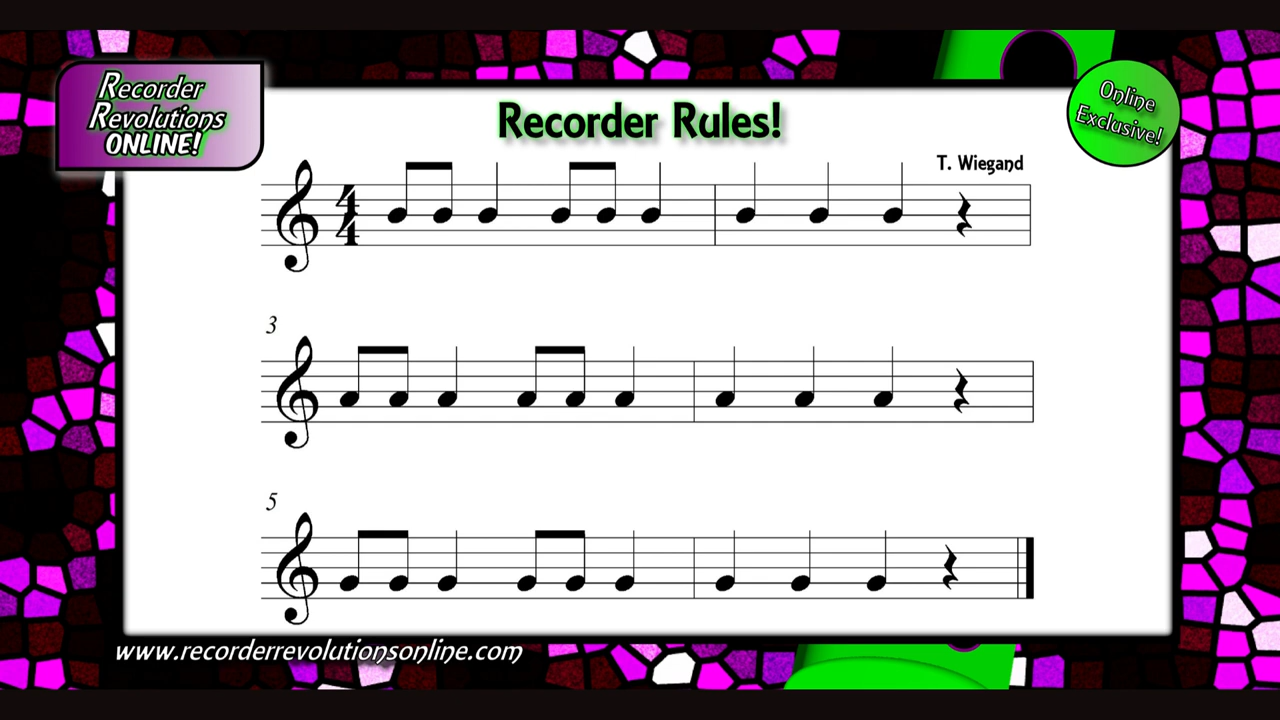 Recorder
Revolutions
ONLINE!
Recorder Rules!
Online
Exclusive!
T. Wiegand
4
4
3
5
www.recorderrevolutionsonline.com